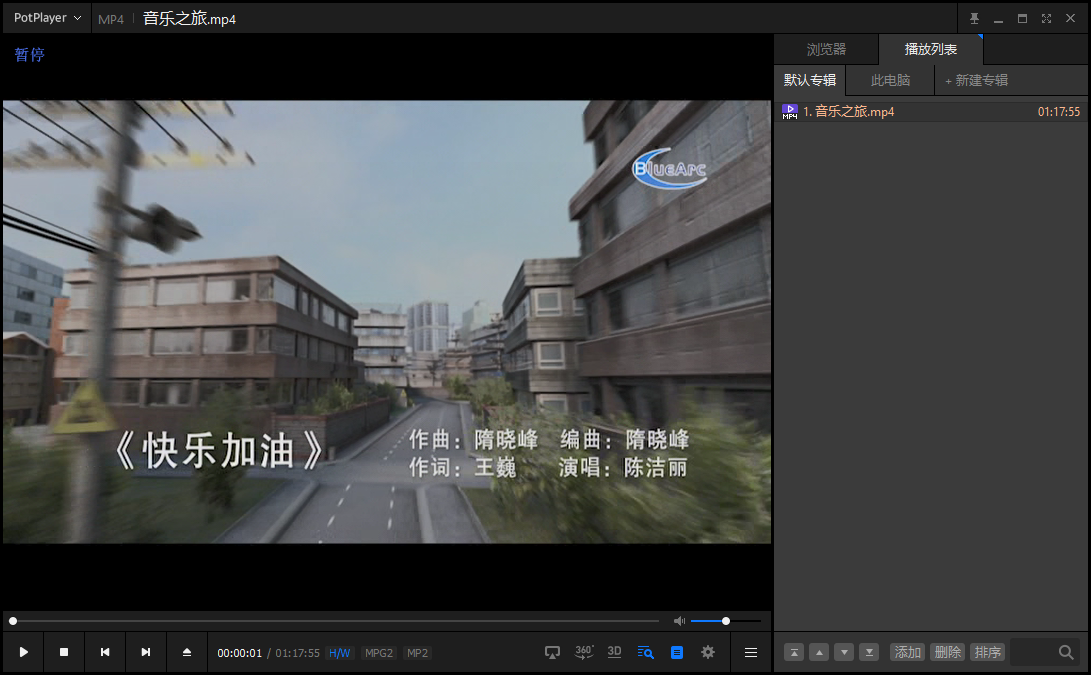 PotPlayer MP4 音乐之旅.mp4
暂停
浏览器 播放列表
默认专辑 此电脑 + 新建专辑
MP4 1. 音乐之旅.mp4 01:17:55
BlueArc
《快乐加油》
作曲：隋晓峰 编曲：隋晓峰
作词：王巍 演唱：陈洁丽
00:00:01 / 01:17:55 H/W MPG2 MP2 360° 3D
添加 删除 排序